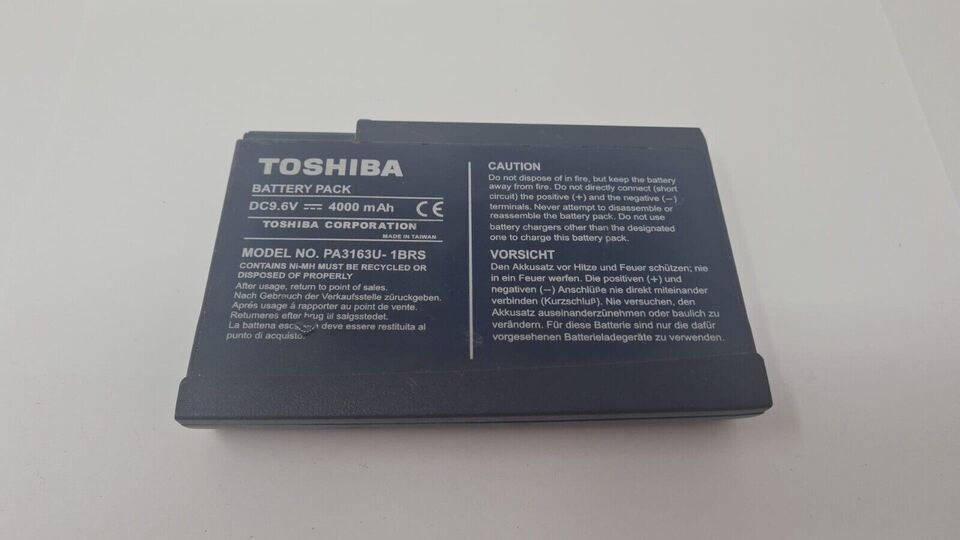 TOSHIBA
BATTERY PACK
DC9.6V ⎓ 4000 mAh CE
TOSHIBA CORPORATION
MADE IN TAIWAN
MODEL NO. PA3163U- 1BRS
CONTAINS Ni-MH MUST BE RECYCLED OR
DISPOSED OF PROPERLY
After usage, return to point of sales.
Nach Gebrauch der Verkaufsstelle zürückgeben.
Aprés usagé à rapporter au point de vente.
Retumeres efter brug til salgsstedet.
La battena deve essere restituita al
punto di acquisto.
CAUTION
Do not dispose of in fire, but keep the battery
away from fire. Do not directly connect (short
circuit) the positive (+) and the negative (–)
terminals. Never attempt to disassemble or
reassemble the battery pack. Do not use
battery chargers other than the designated
one to charge this battery pack.
VORSICHT
Den Akkusatz vor Hitze und Feuer schützen; nie
in ein Feuer werfen. Die positiven (+) und
negativen (–) Anschlüße nie direkt miteinander
verbinden (Kurzschluß). Nie versuchen, den
Akkusatz auseinanderzünehmen oder baulich zu
verändern. Für diese Batterie sind nur die dafür
vorgesehenen Batterieladegeräte zu verwenden.